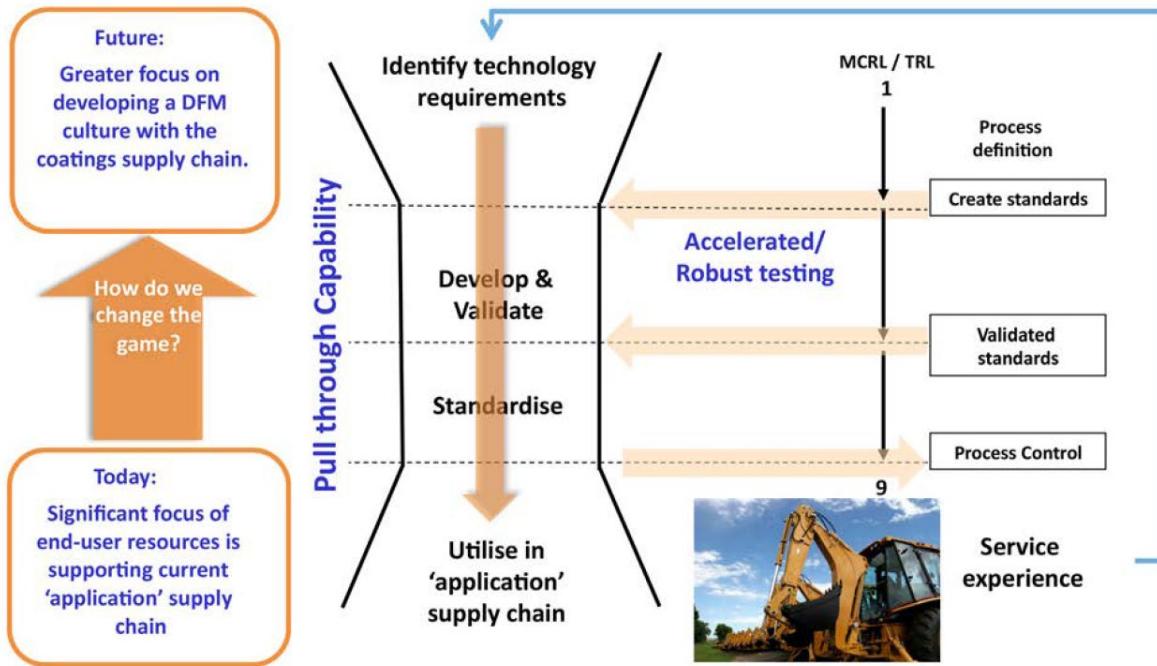 Future:
Greater focus on
developing a DFM
culture with the
coatings supply chain.
How do we
change the
game?
Today:
Significant focus of
end-user resources is
supporting current
‘application’ supply
chain
Pull through Capability
Identify technology
requirements
Develop &
Validate
Standardise
Utilise in
‘application’
supply chain
Accelerated/
Robust testing
MCRL / TRL
1
9
Process
definition
Create standards
Validated
standards
Process Control
Service
experience